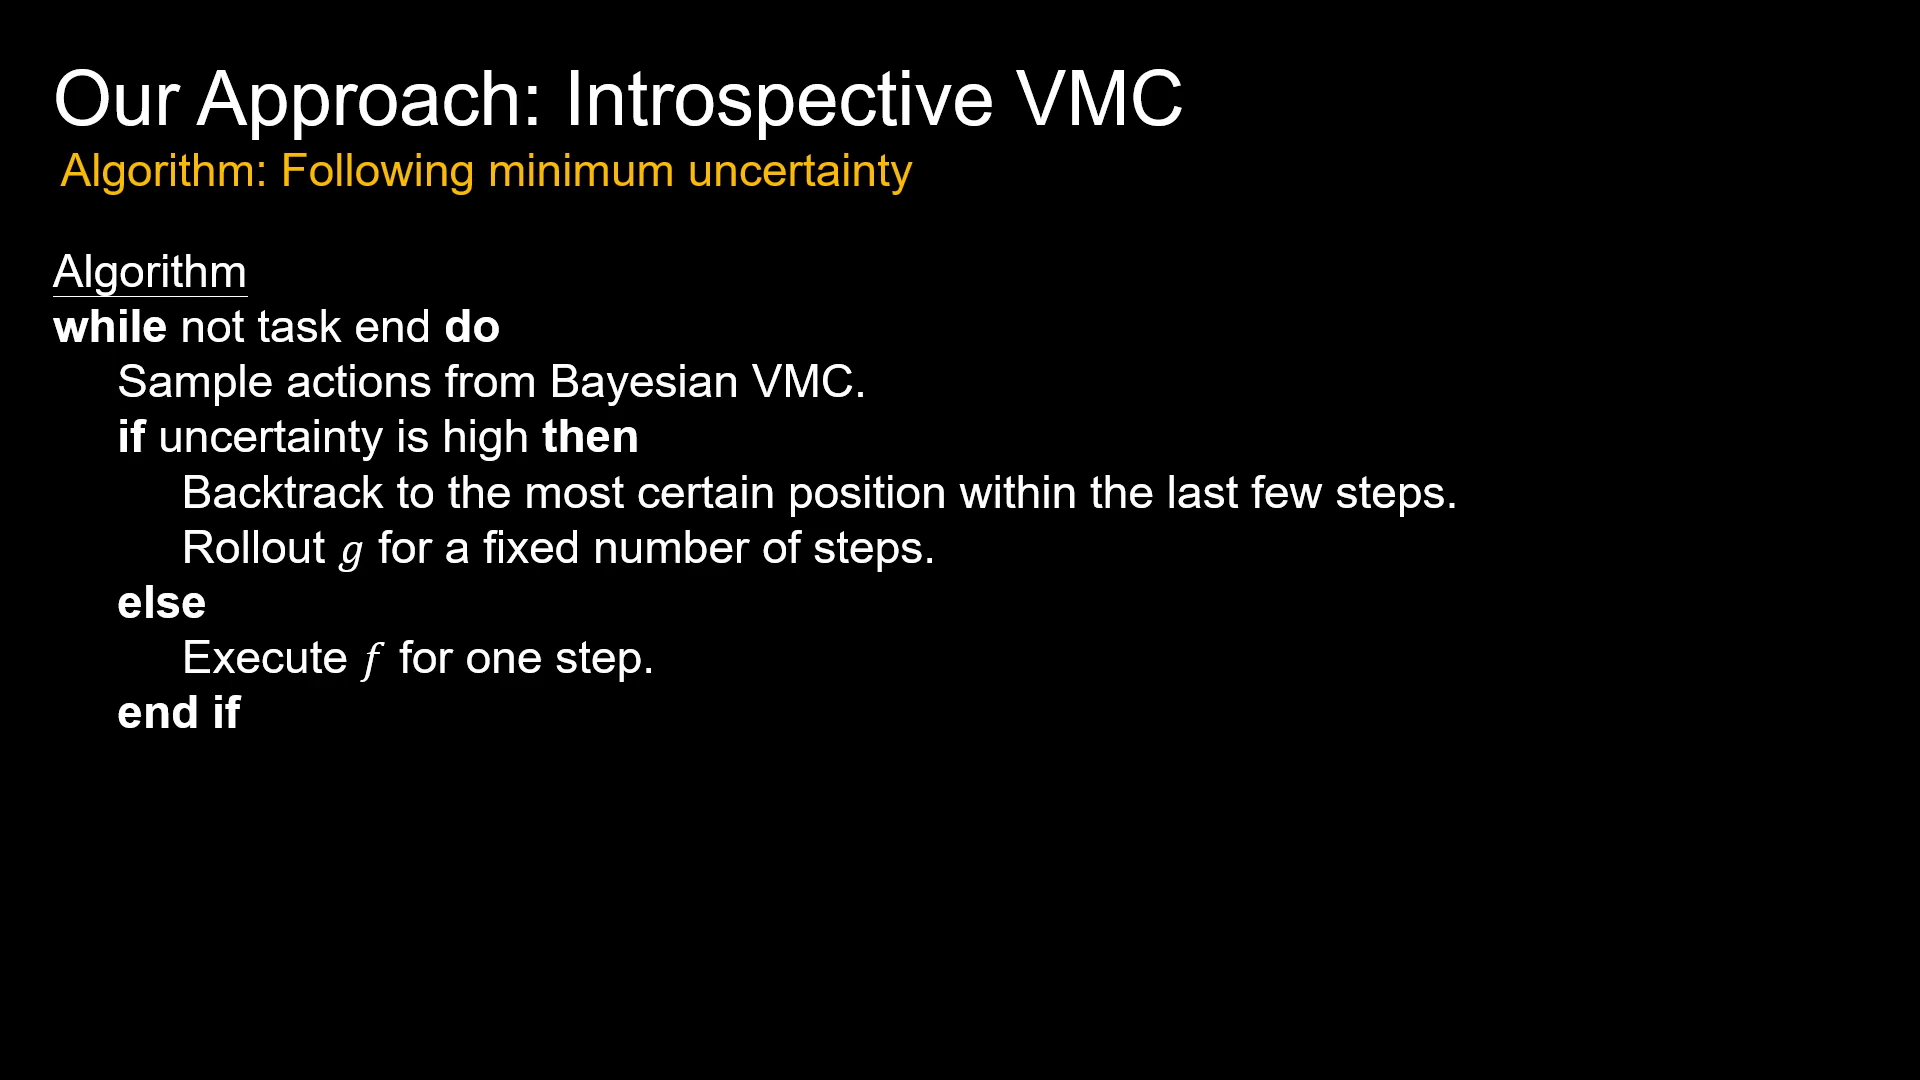 Our Approach: Introspective VMC
Algorithm: Following minimum uncertainty
Algorithm
while not task end do
Sample actions from Bayesian VMC.
if uncertainty is high then
Backtrack to the most certain position within the last few steps.
Rollout g for a fixed number of steps.
else
Execute f for one step.
end if